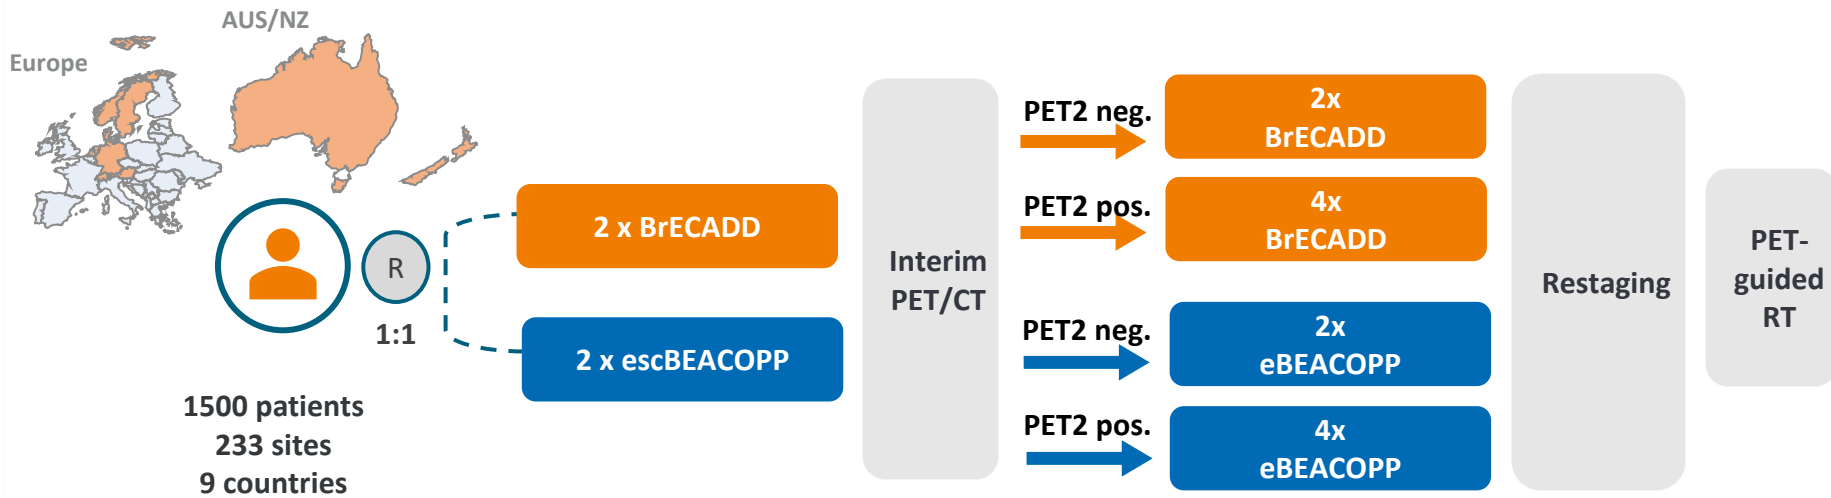 AUS/NZ
Europe
R
1:1
1500 patients
233 sites
9 countries
2 x BrECADD
2 x escBEACOPP
Interim
PET/CT
PET2 neg.
2x
BrECADD
PET2 pos.
4x
BrECADD
PET2 neg.
2x
eBEACOPP
PET2 pos.
4x
eBEACOPP
Restaging
PET-
guided
RT